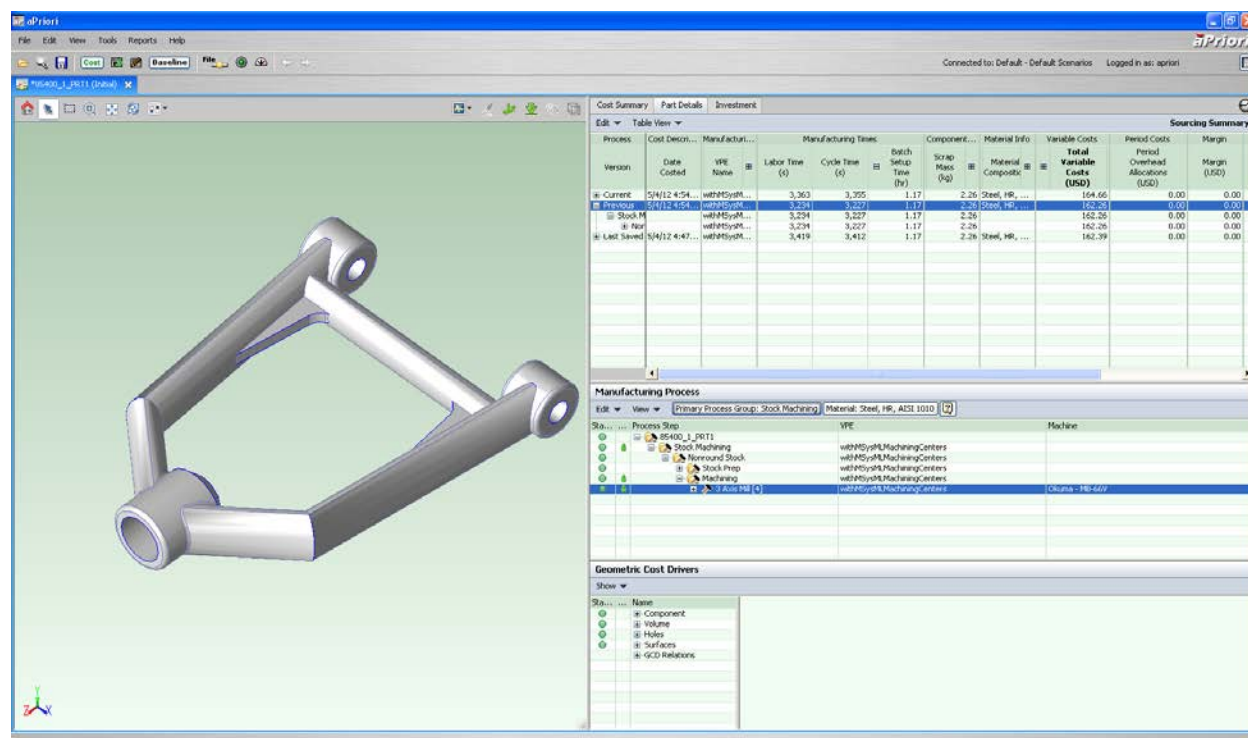 aPriori
File Edit View Tools Reports Help
aPriori
Cost Baseline File
Connected to: Default - Default Scenarios Logged in as: apriori
*85400_1_PRT1 (Initial) X
Cost Summary Part Details Investment
Edit Table View Sourcing Summary
Process Cost Descri... Manufacturi... Manufacturing Times Component... Material Info Variable Costs Period Costs Margin
Version Date Costed VPE Name Labor Time (s) Cycle Time (s) Batch Setup Time (hr) Scrap Mass (kg) Material Compositic Total Variable Costs (USD) Period Overhead Allocations (USD) Margin (USD)
Current 5/4/12 4:54... withMSysM... 3,363 3,355 1.17 2.26 Steel, HR, ... 164.66 0.00 0.00
Previous 5/4/12 4:54... withMSysM... 3,234 3,227 1.17 2.26 Steel, HR, ... 162.26 0.00 0.00
Stock M withMSysM... 3,234 3,227 1.17 2.26 162.26 0.00 0.00
Nor withMSysM... 3,234 3,227 1.17 2.26 162.26 0.00 0.00
Last Saved 5/4/12 4:47... withMSysM... 3,419 3,412 1.17 2.26 Steel, HR, ... 162.39 0.00 0.00
Manufacturing Process
Edit View Primary Process Group: Stock Machining Material: Steel, HR, AISI 1010
Sta... ... Process Step VPE Machine
85400_1_PRT1
Stock Machining withMSysMLMachiningCenters
Nonround Stock withMSysMLMachiningCenters
Stock Prep withMSysMLMachiningCenters
Machining withMSysMLMachiningCenters
3 Axis Mill [4] withMSysMLMachiningCenters Okuma - MB-66V
Geometric Cost Drivers
Show
Sta... ... Name
Component
Volume
Holes
Surfaces
GCD Relations
Y
Z X